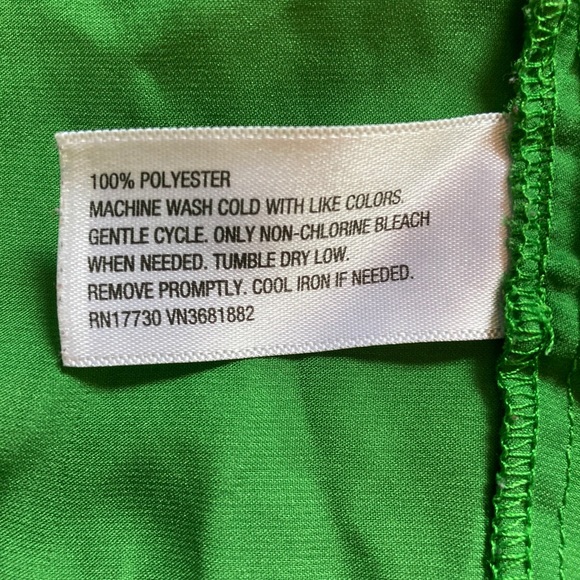 100% POLYESTER
MACHINE WASH COLD WITH LIKE COLORS.
GENTLE CYCLE. ONLY NON-CHLORINE BLEACH
WHEN NEEDED. TUMBLE DRY LOW.
REMOVE PROMPTLY. COOL IRON IF NEEDED.
RN17730 VN3681882